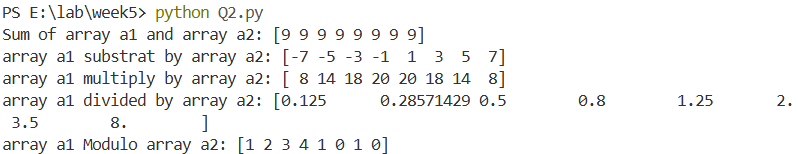 PS E:\lab\week5> python Q2.py
Sum of array a1 and array a2: [9 9 9 9 9 9 9 9]
array a1 substrat by array a2: [-7 -5 -3 -1  1  3  5  7]
array a1 multiply by array a2: [ 8 14 18 20 20 18 14  8]
array a1 divided by array a2: [0.125      0.28571429 0.5        0.8        1.25       2.
 3.5        8.        ]
array a1 Modulo array a2: [1 2 3 4 1 0 1 0]